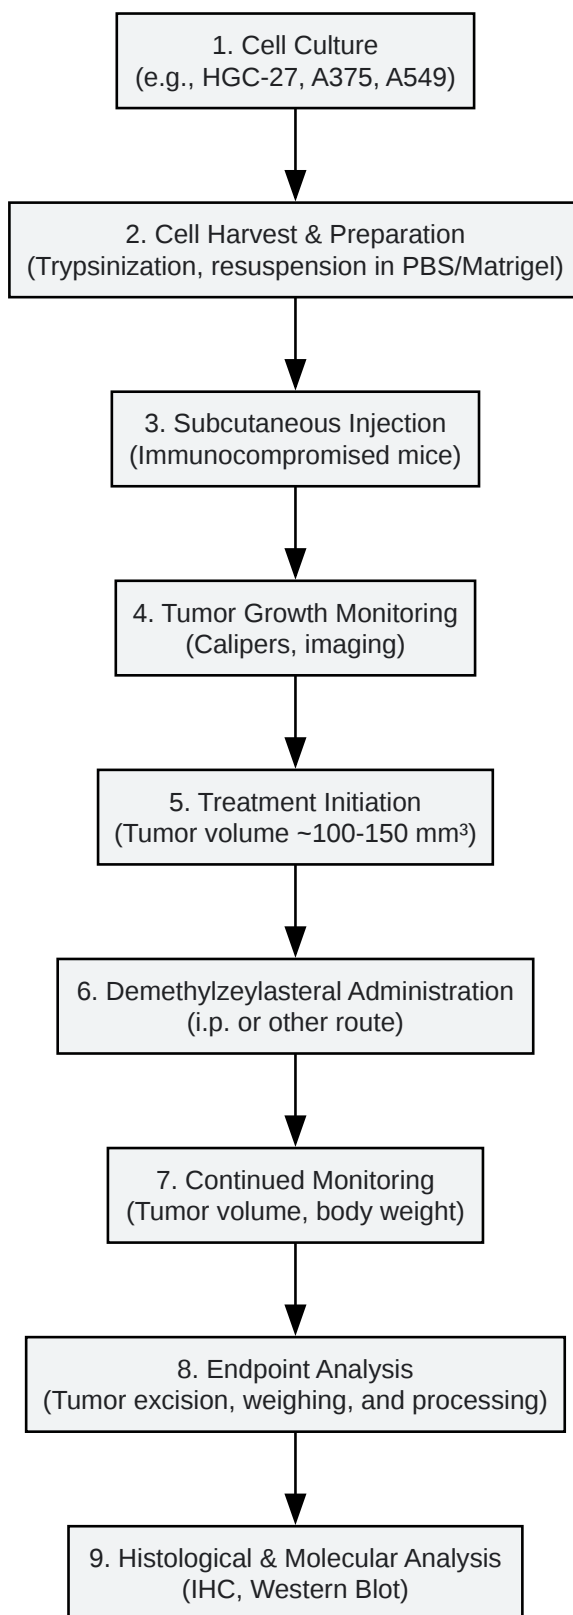 1. Cell Culture
(e.g., HGC-27, A375, A549)
2. Cell Harvest & Preparation
(Trypsinization, resuspension in PBS/Matrigel)
3. Subcutaneous Injection
(Immunocompromised mice)
4. Tumor Growth Monitoring
(Calipers, imaging)
5. Treatment Initiation
(Tumor volume ~100-150 mm³)
6. Demethylzeylasteral Administration
(i.p. or other route)
7. Continued Monitoring
(Tumor volume, body weight)
8. Endpoint Analysis
(Tumor excision, weighing, and processing)
9. Histological & Molecular Analysis
(IHC, Western Blot)